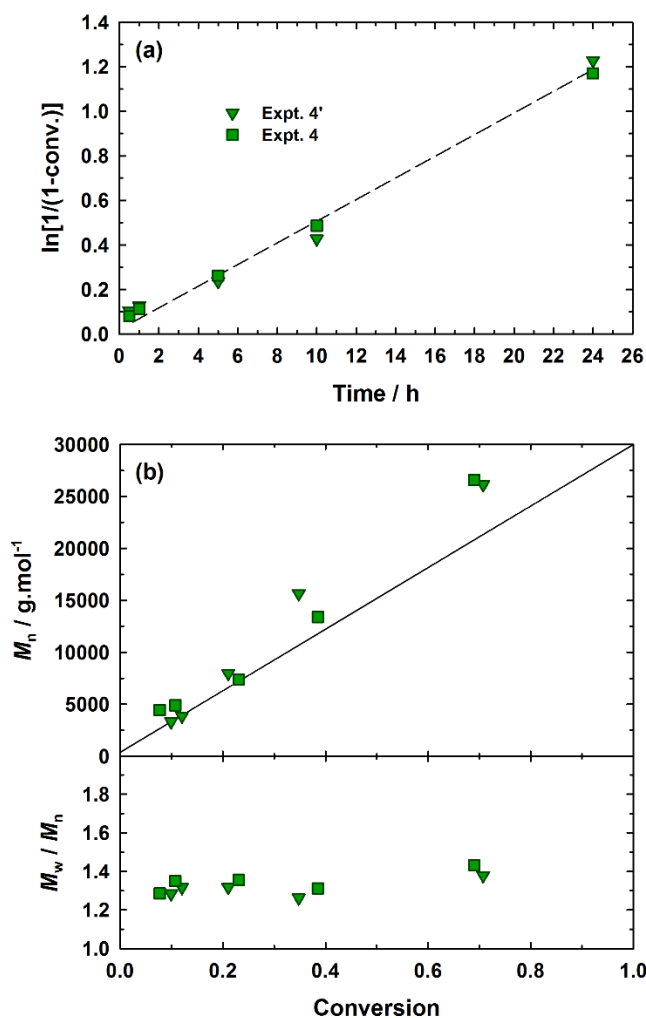 (a)
ln[1/(1-conv.)]
1.4
1.2
1.0
0.8
0.6
0.4
0.2
0.0
Expt. 4'
Expt. 4
0 2 4 6 8 10 12 14 16 18 20 22 24 26
Time / h
(b)
Mn / g.mol-1
30000
25000
20000
15000
10000
5000
0
Mw / Mn
1.8
1.6
1.4
1.2
1.0
0.0 0.2 0.4 0.6 0.8 1.0
Conversion